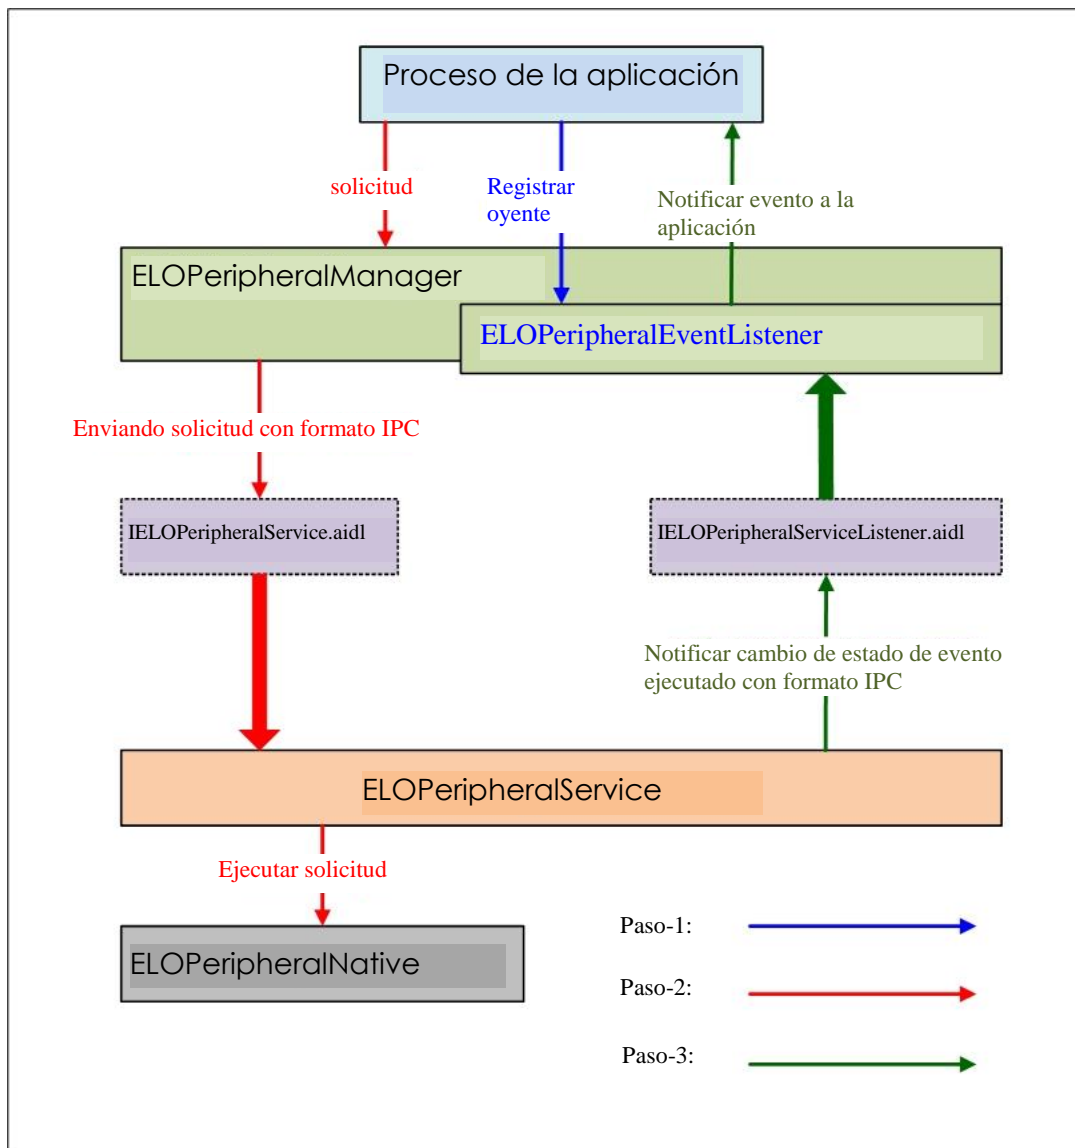 Proceso de la aplicación
solicitud
Registrar
oyente
Notificar evento a la
aplicación
ELOPeripheralManager
ELOPeripheralEventListener
Enviando solicitud con formato IPC
IELOPeripheralService.aidl
IELOPeripheralServiceListener.aidl
Notificar cambio de estado de evento
ejecutado con formato IPC
ELOPeripheralService
Ejecutar solicitud
ELOPeripheralNative
Paso-1:
Paso-2:
Paso-3: